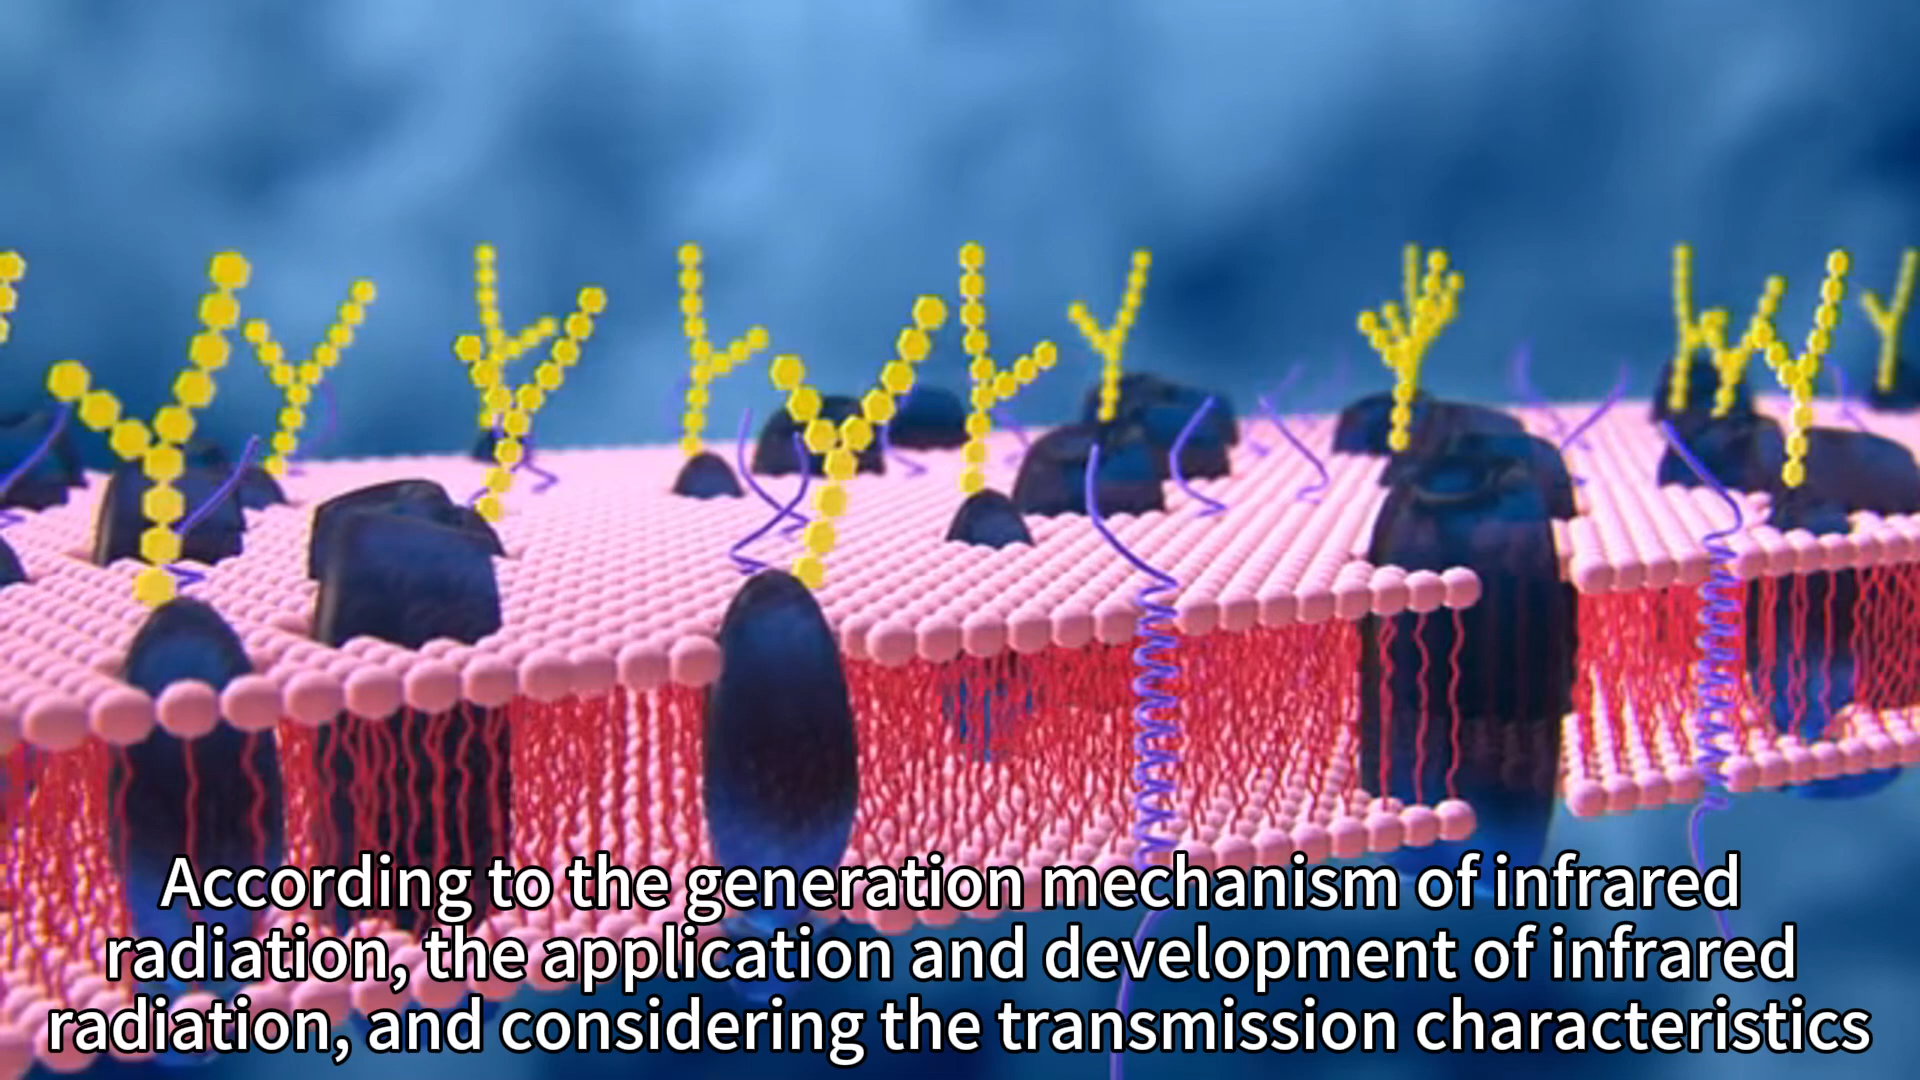 According to the generation mechanism of infrared
radiation, the application and development of infrared
radiation, and considering the transmission characteristics